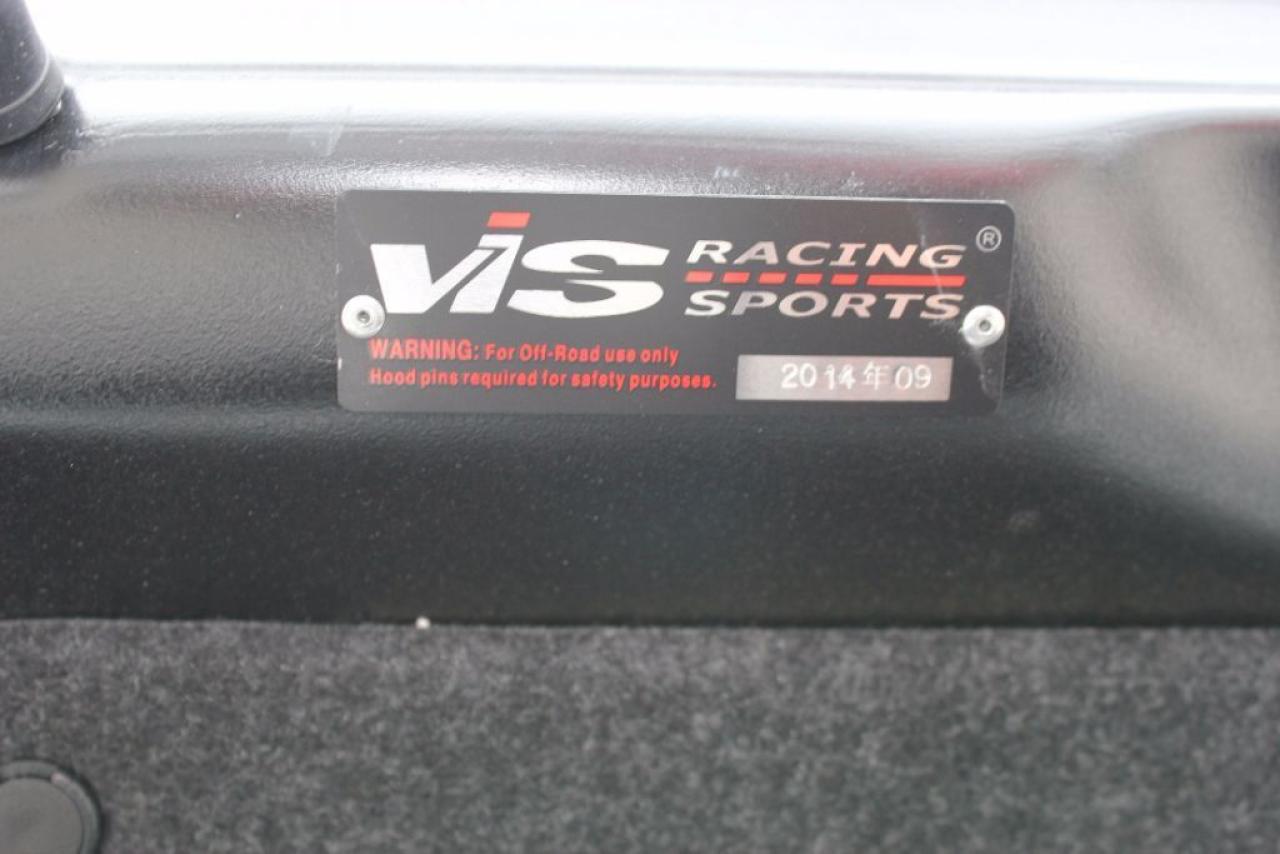 VIS RACING SPORTS ®
WARNING: For Off-Road use only
Hood pins required for safety purposes.
2014年09